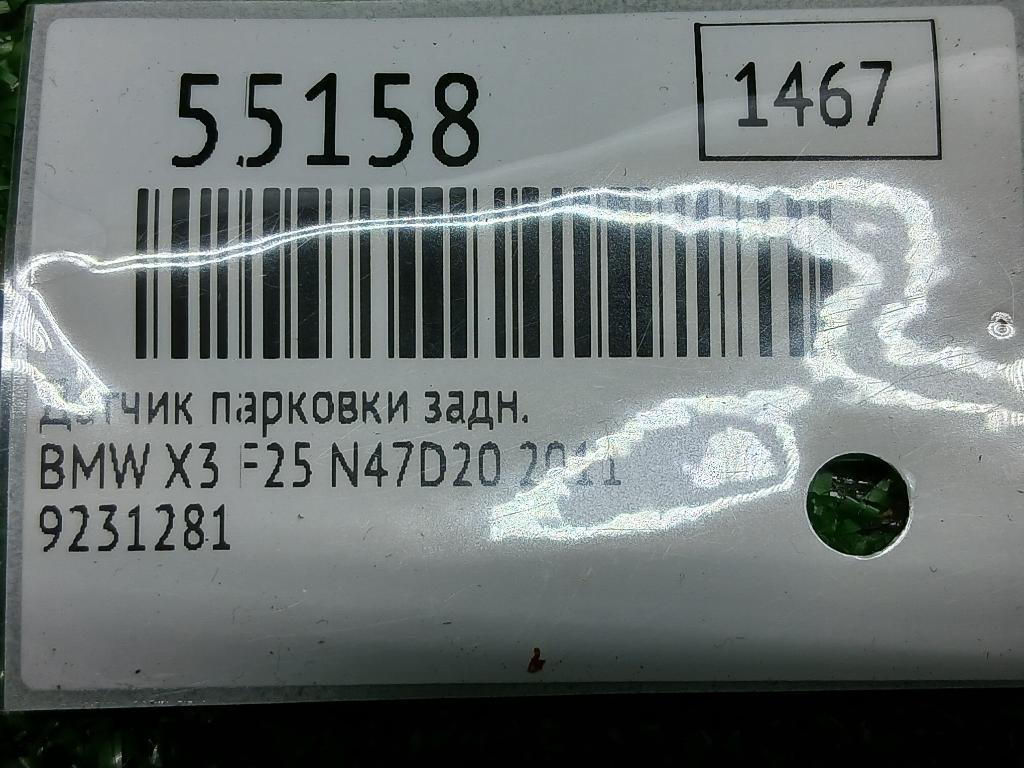 55158
1467
Датчик парковки задн.
BMW X3 F25 N47D20 2011
9231281